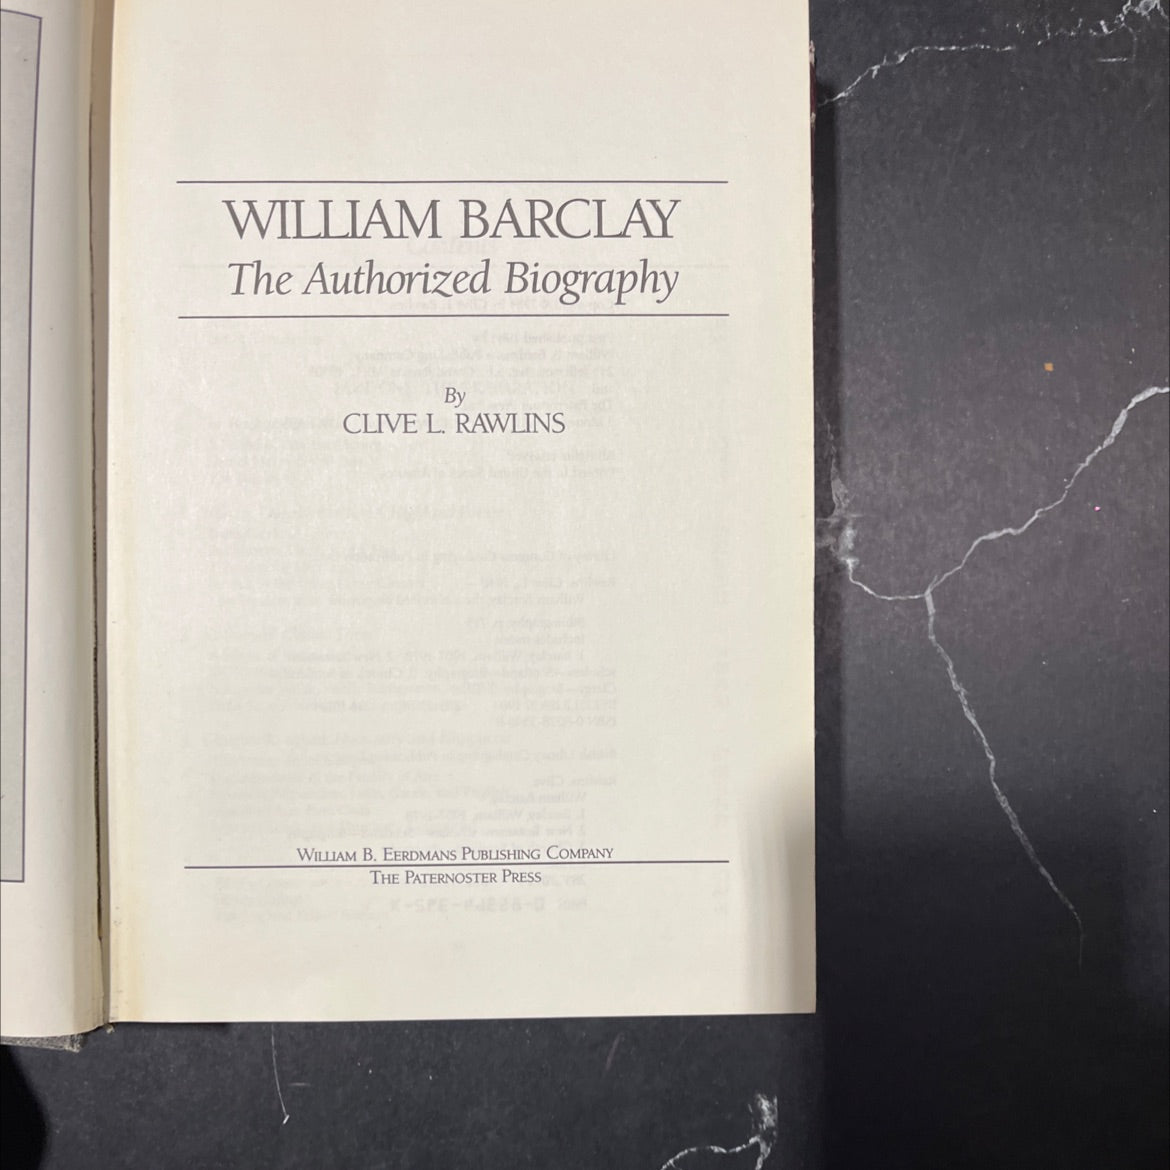 WILLIAM BARCLAY
The Authorized Biography
By
CLIVE L. RAWLINS
WILLIAM B. EERDMANS PUBLISHING COMPANY
THE PATERNOSTER PRESS